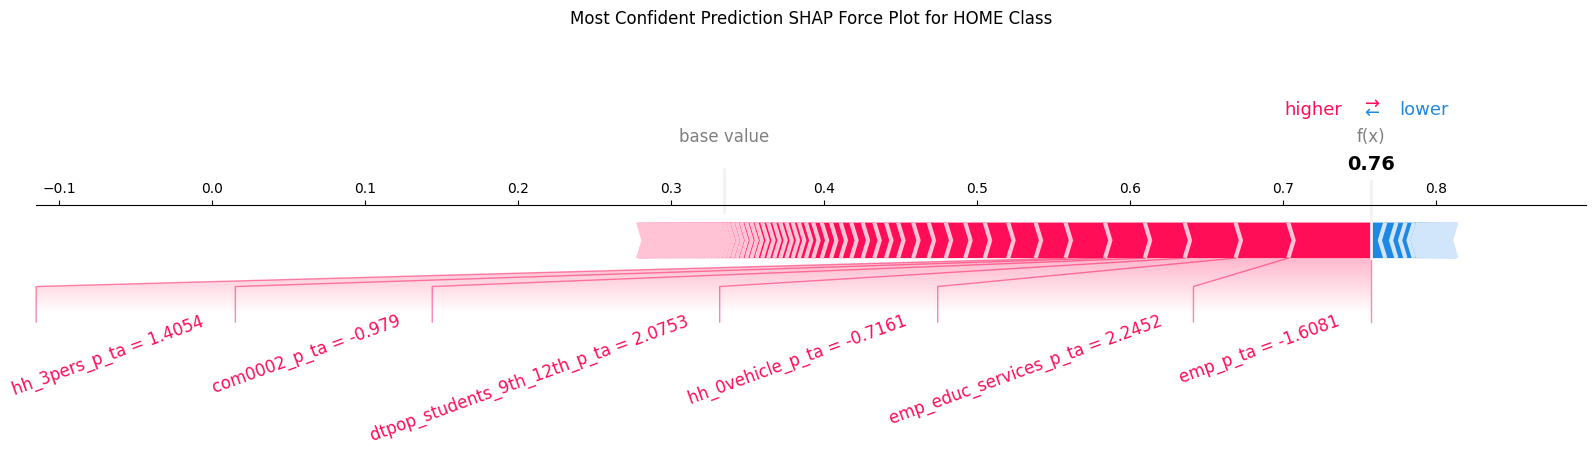 Most Confident Prediction SHAP Force Plot for HOME Class
higher ⇄ lower
base value f(x)
0.76
−0.1 0.0 0.1 0.2 0.3 0.4 0.5 0.6 0.7 0.8
hh_3pers_p_ta = 1.4054
com0002_p_ta = -0.979
dtpop_students_9th_12th_p_ta = 2.0753
hh_0vehicle_p_ta = -0.7161
emp_educ_services_p_ta = 2.2452
emp_p_ta = -1.6081